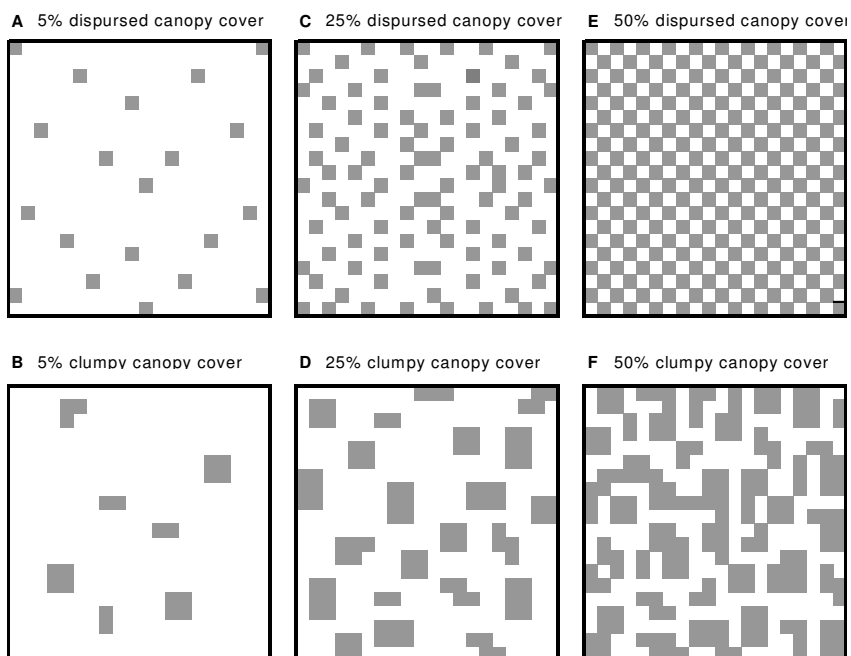 A 5% dispursed canopy cover
C 25% dispursed canopy cover
E 50% dispursed canopy cover
B 5% clumpy canopy cover
D 25% clumpy canopy cover
F 50% clumpy canopy cover